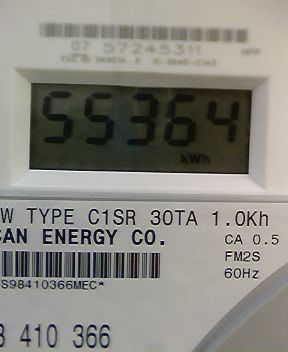 07 57245311
55364
kWh
W TYPE C1SR 30TA 1.0Kh
CAN ENERGY CO.
CA 0.5
FM2S
60Hz
S98410366MEC*
410 366